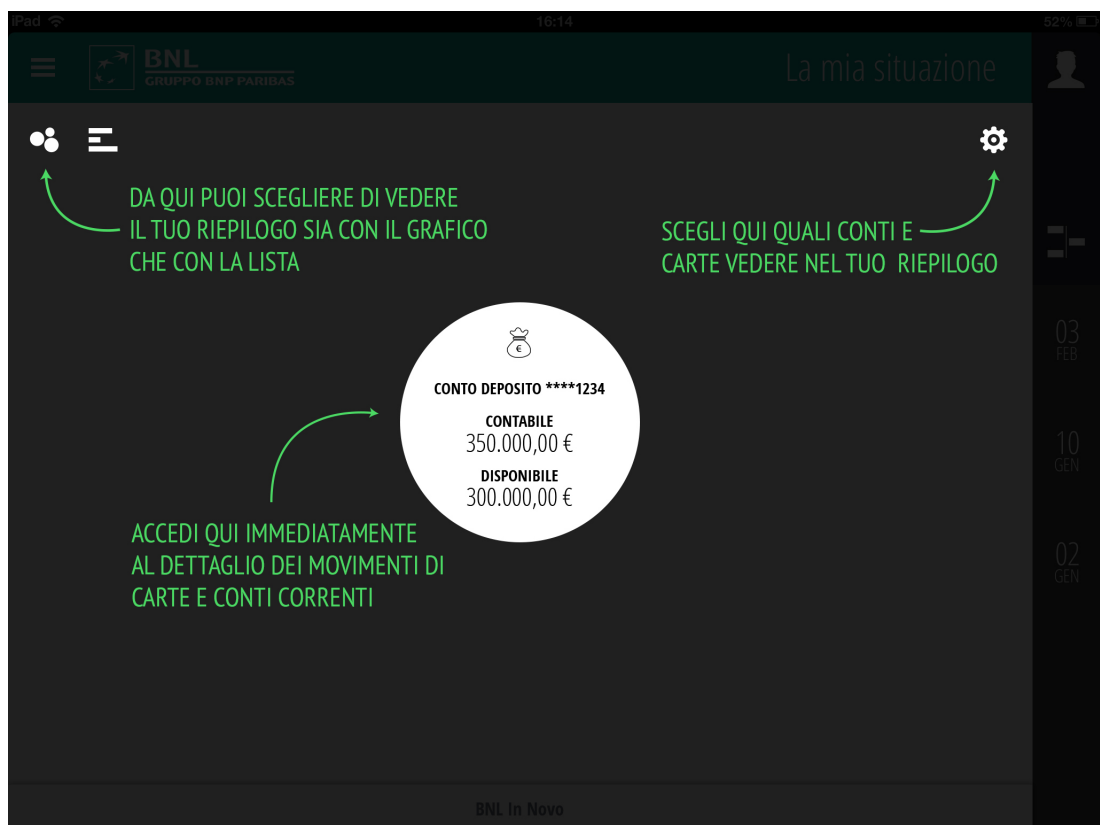 iPad 16:14 52%
BNL
GRUPPO BNP PARIBAS
La mia situazione
DA QUI PUOI SCEGLIERE DI VEDERE
IL TUO RIEPILOGO SIA CON IL GRAFICO
CHE CON LA LISTA
SCEGLI QUI QUALI CONTI E
CARTE VEDERE NEL TUO RIEPILOGO
€
CONTO DEPOSITO ****1234
CONTABILE
350.000,00 €
DISPONIBILE
300.000,00 €
ACCEDI QUI IMMEDIATAMENTE
AL DETTAGLIO DEI MOVIMENTI DI
CARTE E CONTI CORRENTI
03
FEB
10
GEN
02
GEN
BNL In Novo